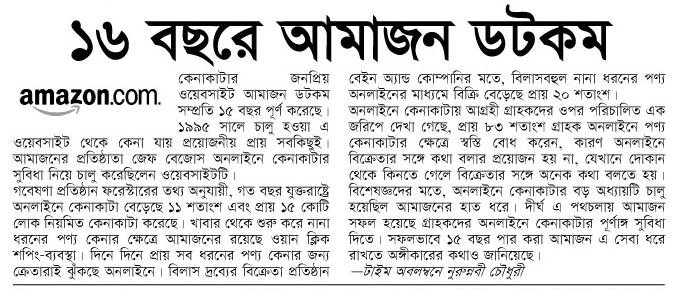 ১৬ বছরে আমাজন ডটকম
amazon.com.
কেনাকাটার জনপ্রিয়
ওয়েবসাইট আমাজন ডটকম
সম্প্রতি ১৫ বছর পূর্ণ করেছে।
১৯৯৫ সালে চালু হওয়া এ
ওয়েবসাইট থেকে কেনা যায় প্রয়োজনীয় প্রায় সবকিছুই।
আমাজনের প্রতিষ্ঠাতা জেফ বেজোস অনলাইনে কেনাকাটার
সুবিধা নিয়ে চালু করেছিলেন ওয়েবসাইটটি।
গবেষণা প্রতিষ্ঠান ফরেস্টারের তথ্য অনুযায়ী, গত বছর যুক্তরাষ্ট্রে
অনলাইনে কেনাকাটা বেড়েছে ১১ শতাংশ এবং প্রায় ১৫ কোটি
লোক নিয়মিত কেনাকাটা করেছে। খাবার থেকে শুরু করে নানা
ধরনের পণ্য কেনার ক্ষেত্রে আমাজনের রয়েছে ওয়ান ক্লিক
শপিং-ব্যবস্থা। দিনে দিনে প্রায় সব ধরনের পণ্য কেনার জন্য
ক্রেতারাই ঝুঁকছে অনলাইনে। বিলাস দ্রব্যের বিক্রেতা প্রতিষ্ঠান
বেইন অ্যান্ড কোম্পানির মতে, বিলাসবহুল নানা ধরনের পণ্য
অনলাইনের মাধ্যমে বিক্রি বেড়েছে প্রায় ২০ শতাংশ।
অনলাইনে কেনাকাটায় আগ্রহী গ্রাহকদের ওপর পরিচালিত এক
জরিপে দেখা গেছে, প্রায় ৮৩ শতাংশ গ্রাহক অনলাইনে পণ্য
কেনাকাটার ক্ষেত্রে স্বস্তি বোধ করেন, কারণ অনলাইনে
বিক্রেতার সঙ্গে কথা বলার প্রয়োজন হয় না, যেখানে দোকান
থেকে কিনতে গেলে বিক্রেতার সঙ্গে অনেক কথা বলতে হয়।
বিশেষজ্ঞদের মতে, অনলাইনে কেনাকাটার বড় অধ্যায়টি চালু
হয়েছিল আমাজনের হাত ধরে। দীর্ঘ এ পথচলায় আমাজন
সফল হয়েছে গ্রাহকদের অনলাইনে কেনাকাটার পূর্ণাঙ্গ সুবিধা
দিতে। সফলভাবে ১৫ বছর পার করা আমাজন এ সেবা ধরে
রাখতে অঙ্গীকারের কথাও জানিয়েছে।
—টাইম অবলম্বনে নুরুন্নবী চৌধুরী